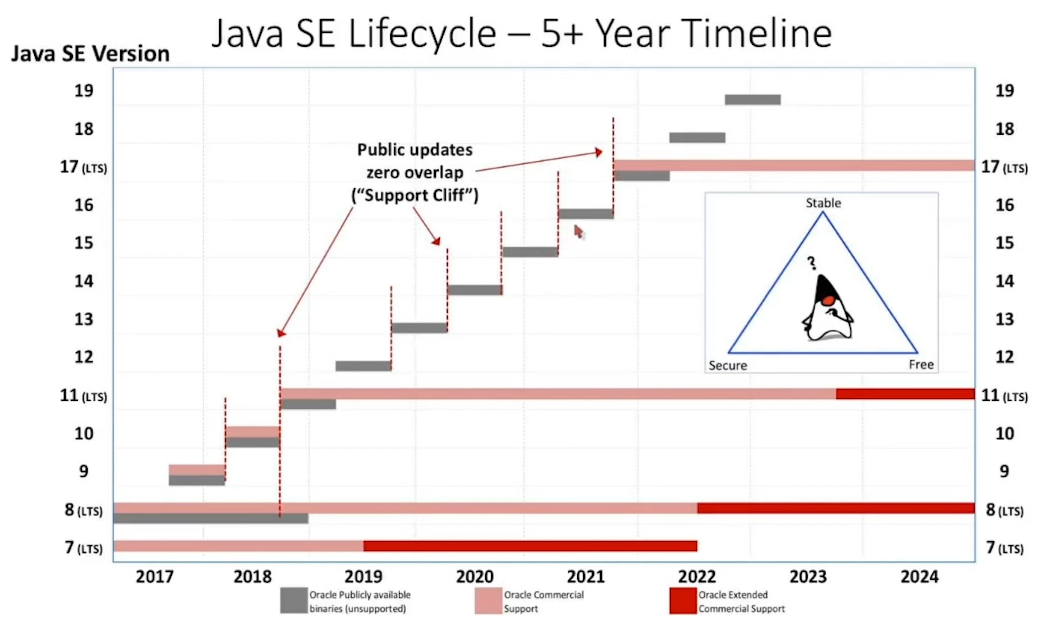 Java SE Lifecycle – 5+ Year Timeline
Java SE Version
19
19
18
18
17 (LTS)
17 (LTS)
16
16
15
15
14
14
13
13
12
12
11 (LTS)
11 (LTS)
10
10
9
9
8 (LTS)
8 (LTS)
7 (LTS)
7 (LTS)
Public updates
zero overlap
(“Support Cliff”)
Stable
?
Secure
Free
2017
2018
2019
2020
2021
2022
2023
2024
Oracle Publicly available
binaries (unsupported)
Oracle Commercial
Support
Oracle Extended
Commercial Support